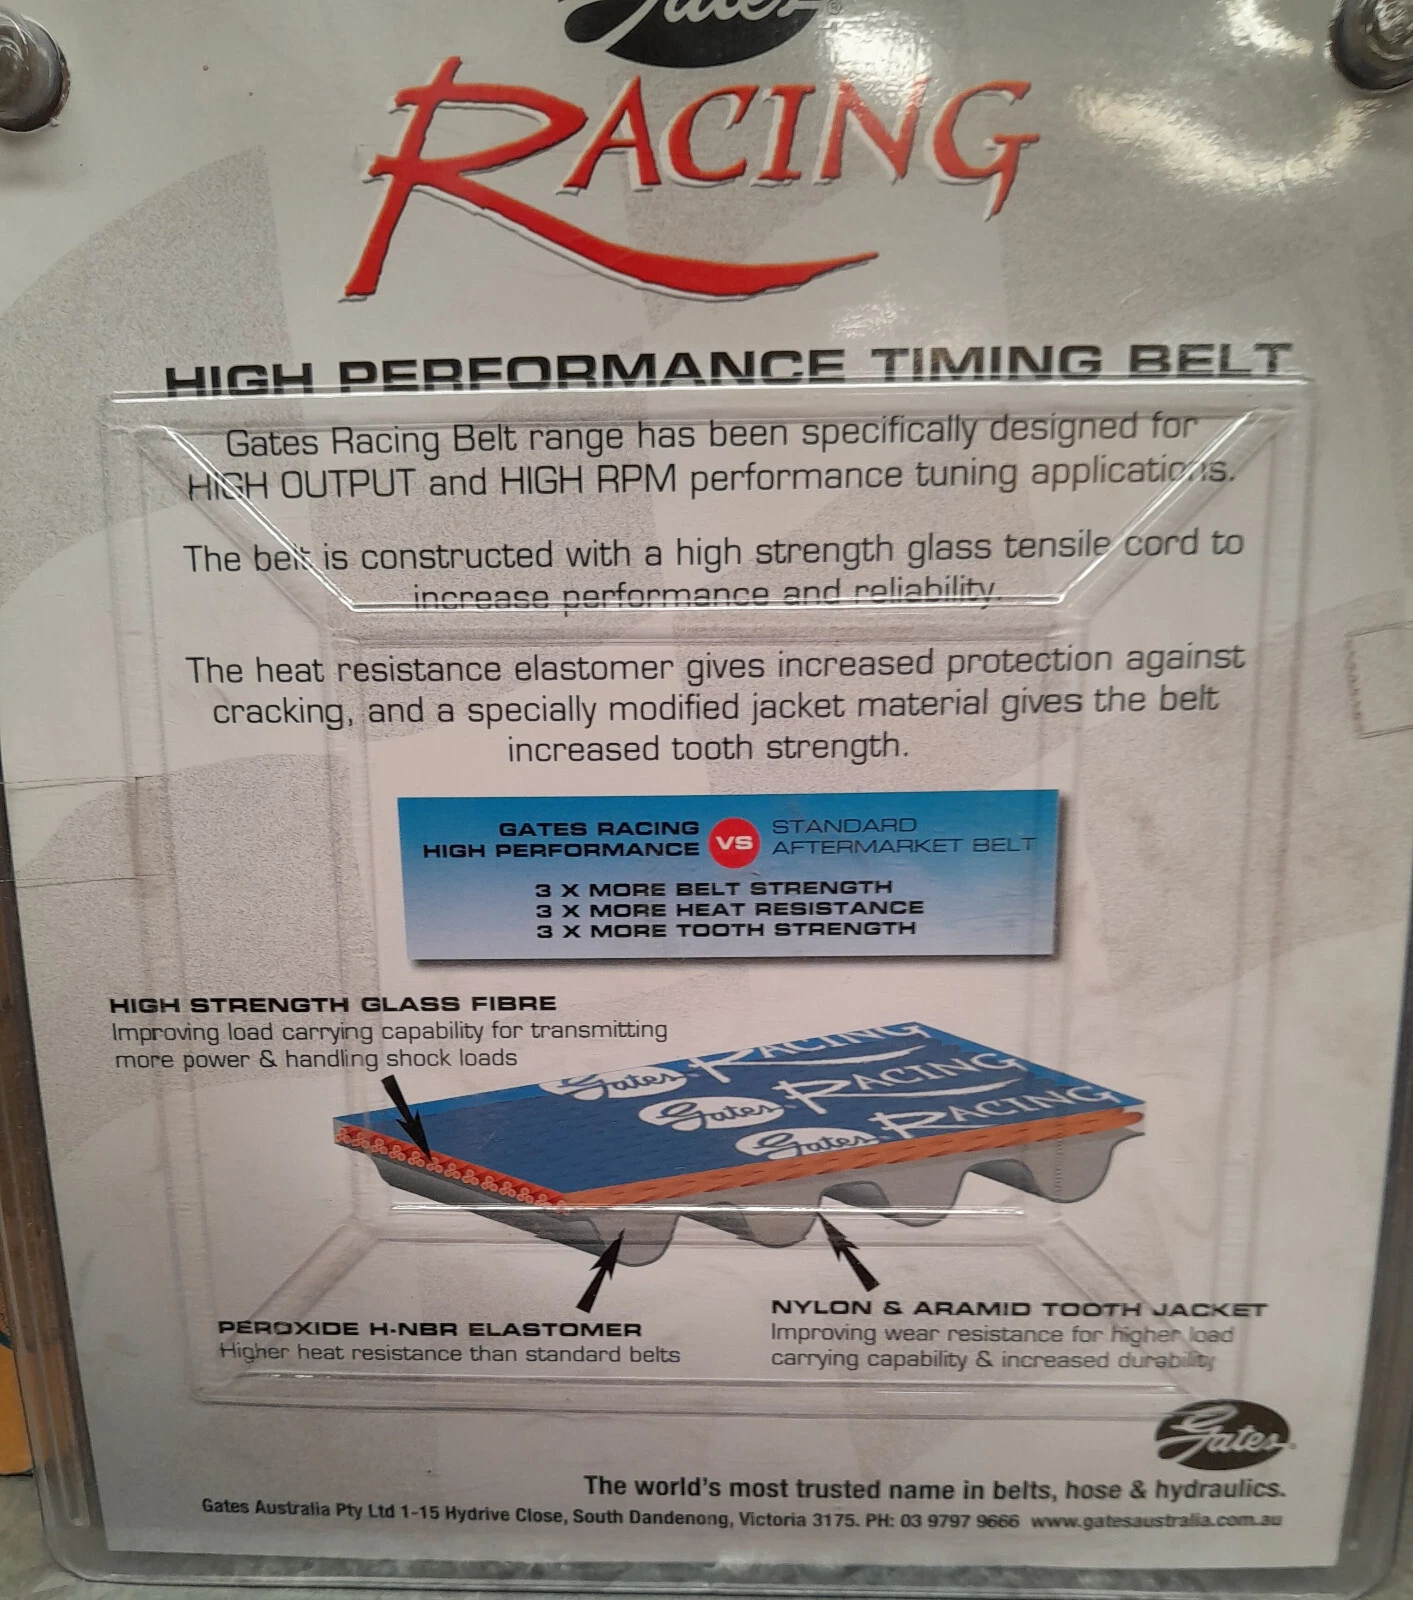 Gates®
RACING
HIGH PERFORMANCE TIMING BELT
Gates Racing Belt range has been specifically designed for
HIGH OUTPUT and HIGH RPM performance tuning applications.
The belt is constructed with a high strength glass tensile cord to
increase performance and reliability.
The heat resistance elastomer gives increased protection against
cracking, and a specially modified jacket material gives the belt
increased tooth strength.
GATES RACING
HIGH PERFORMANCE
VS
STANDARD
AFTERMARKET BELT
3 X MORE BELT STRENGTH
3 X MORE HEAT RESISTANCE
3 X MORE TOOTH STRENGTH
HIGH STRENGTH GLASS FIBRE
Improving load carrying capability for transmitting
more power & handling shock loads
Gates RACING
Gates RACING
Gates RACING
PEROXIDE H-NBR ELASTOMER
Higher heat resistance than standard belts
NYLON & ARAMID TOOTH JACKET
Improving wear resistance for higher load
carrying capability & increased durability
Gates®
The world's most trusted name in belts, hose & hydraulics.
Gates Australia Pty Ltd 1-15 Hydrive Close, South Dandenong, Victoria 3175. PH: 03 9797 9666 www.gatesaustralia.com.au